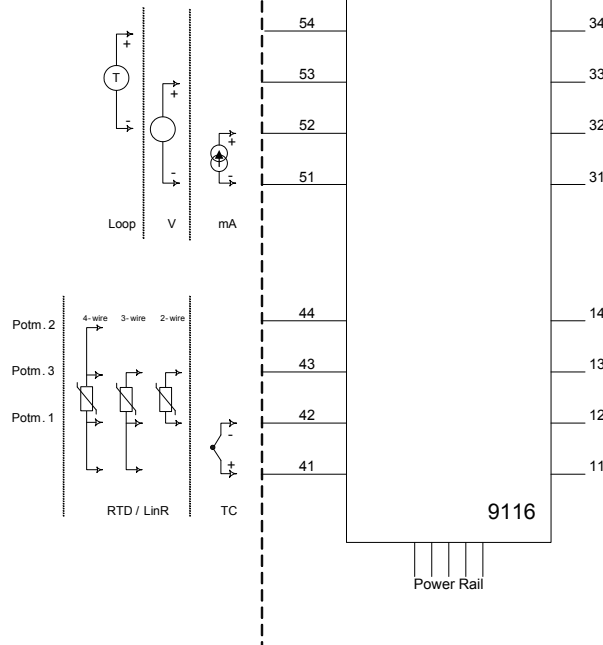 54 34
+
T
53 33
+
-
52 32
+
-
-
51 31
Loop V mA
4-wire 3-wire 2-wire
44 14
Potm. 2
Potm. 3
43 13
Potm. 1
42 12
-
+
41 11
RTD / LinR TC
9116
Power Rail